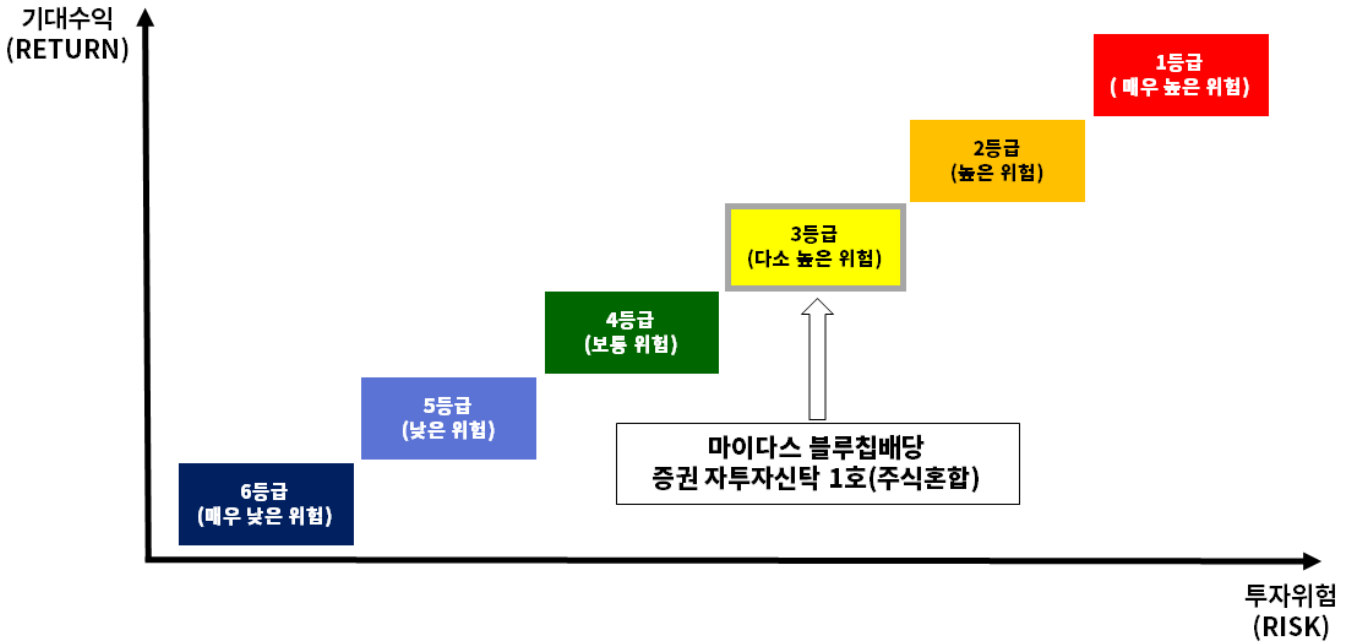 기대수익
(RETURN)
1등급
( 매우 높은 위험)
2등급
(높은 위험)
3등급
(다소 높은 위험)
4등급
(보통 위험)
5등급
(낮은 위험)
마이다스 블루칩배당
증권 자투자신탁 1호(주식혼합)
6등급
(매우 낮은 위험)
투자위험
(RISK)